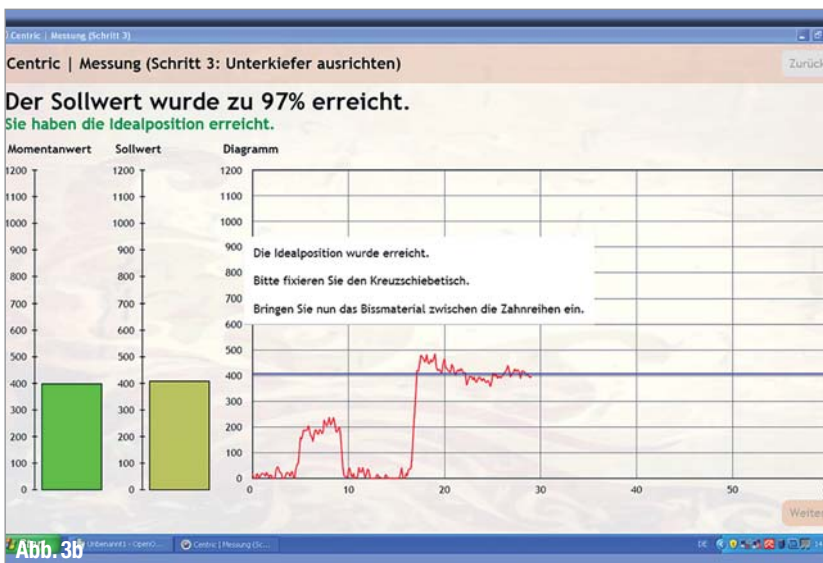 Centric | Messung (Schritt 3)
Centric | Messung (Schritt 3: Unterkiefer ausrichten)
Zurück
Der Sollwert wurde zu 97% erreicht.
Sie haben die Idealposition erreicht.
Momentanwert Sollwert Diagramm
1200 1200 1200
1100 1100 1100
1000 1000 1000
900 900 900
800 800 800
700 700 700
600 600 600
500 500 500
400 400 400
300 300 300
200 200 200
100 100 100
0 0 0
Die Idealposition wurde erreicht.
Bitte fixieren Sie den Kreuzschiebetisch.
Bringen Sie nun das Bissmaterial zwischen die Zahnreihen ein.
0 10 20 30 40 50
Weiter
Abb. 3b
Unbenannt1 - OpenO... Centric | Messung (Sc... DE 14